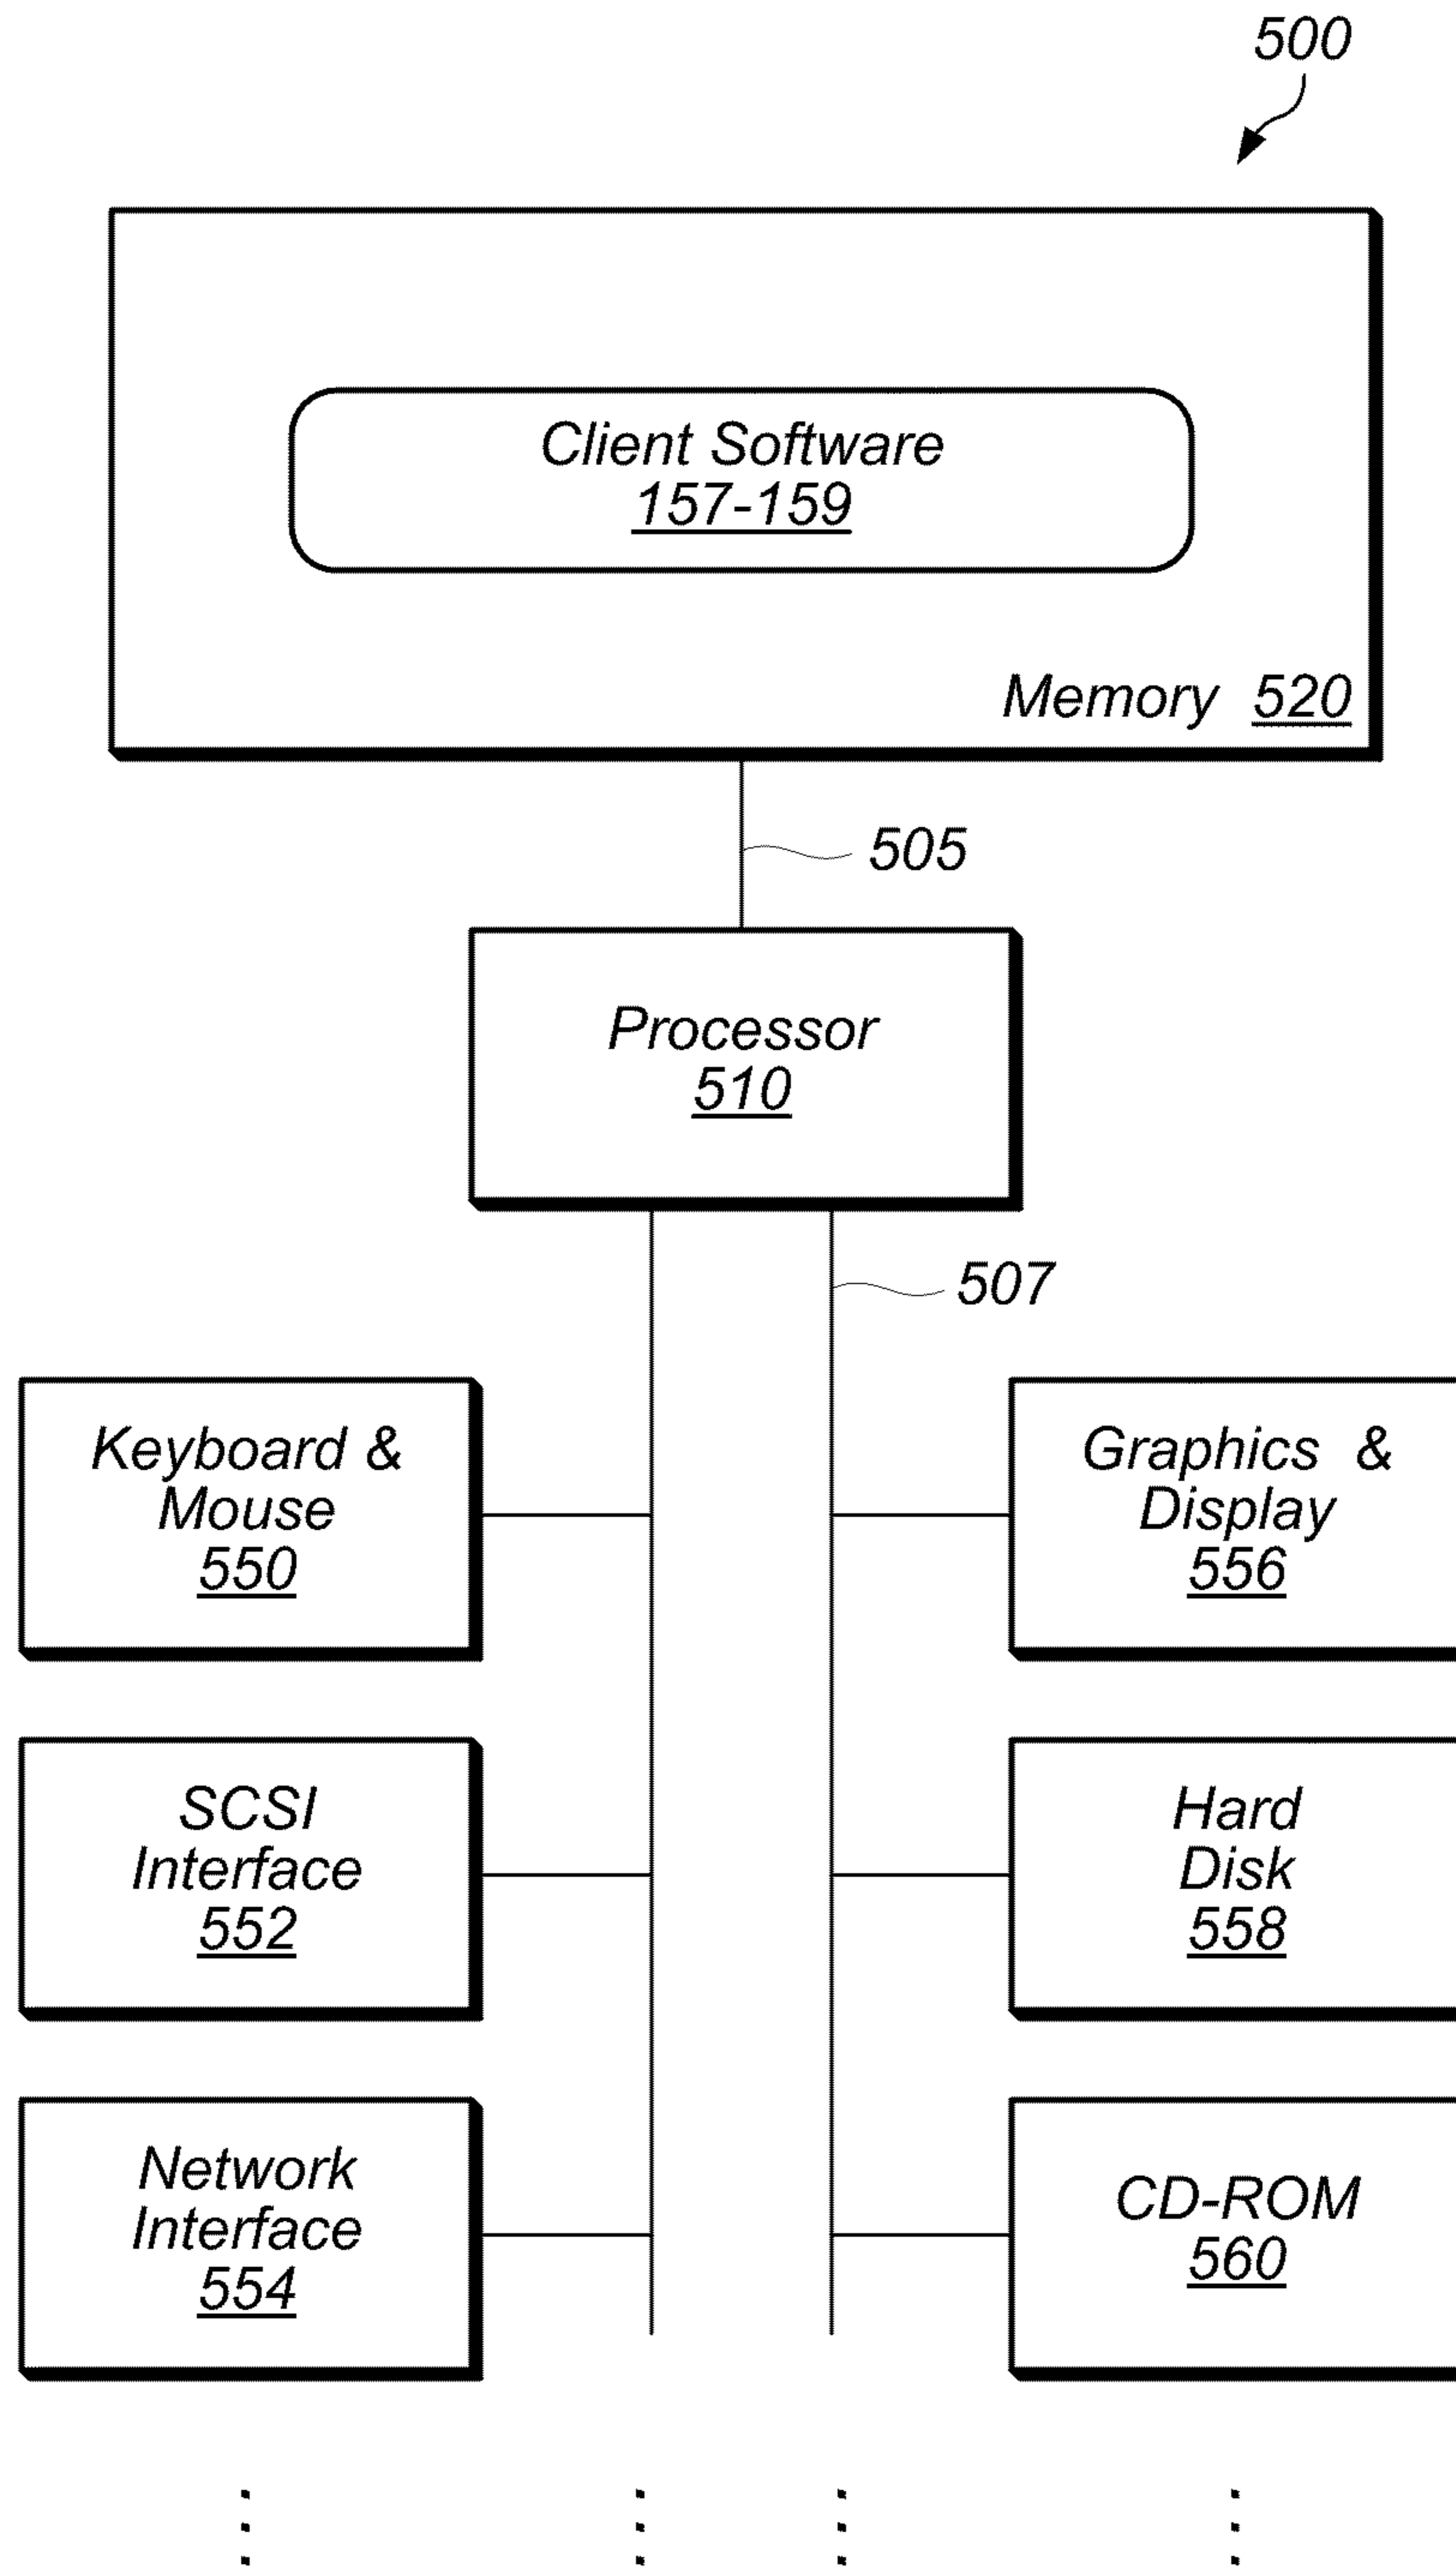 500
Client Software
157-159
Memory 520
505
Processor
510
507
Keyboard &
Mouse
550
Graphics &
Display
556
SCSI
Interface
552
Hard
Disk
558
Network
Interface
554
CD-ROM
560